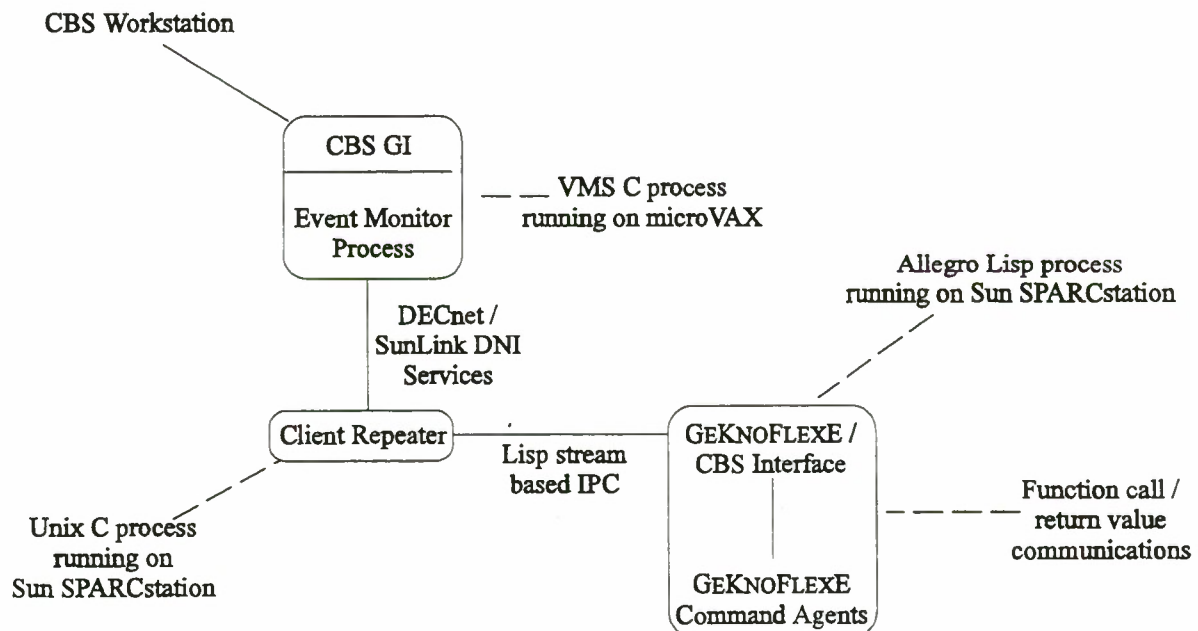 CBS Workstation
CBS GI
Event Monitor
Process
VMS C process
running on microVAX
Allegro Lisp process
running on Sun SPARCstation
DECnet /
SunLink DNI
Services
Client Repeater
Lisp stream
based IPC
GEKNOFLEXE /
CBS Interface
Function call /
return value
communications
Unix C process
running on
Sun SPARCstation
GEKNOFLEXE
Command Agents